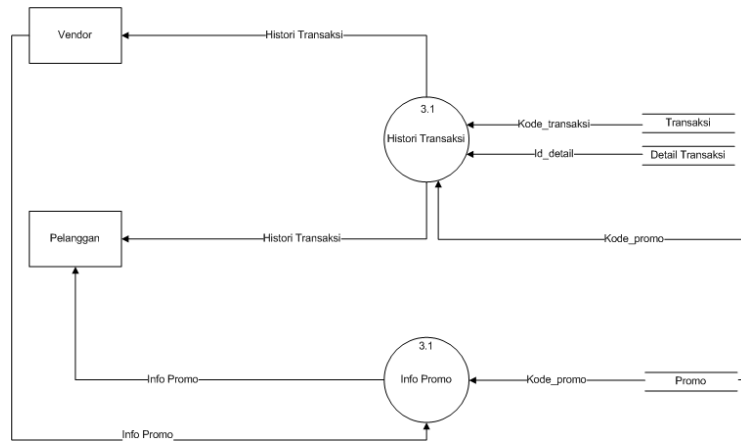 Vendor
Histori Transaksi
3.1
Histori Transaksi
Kode_transaksi
Transaksi
Id_detail
Detail Transaksi
Pelanggan
Histori Transaksi
Kode_promo
3.1
Info Promo
Info Promo
Kode_promo
Promo
Info Promo